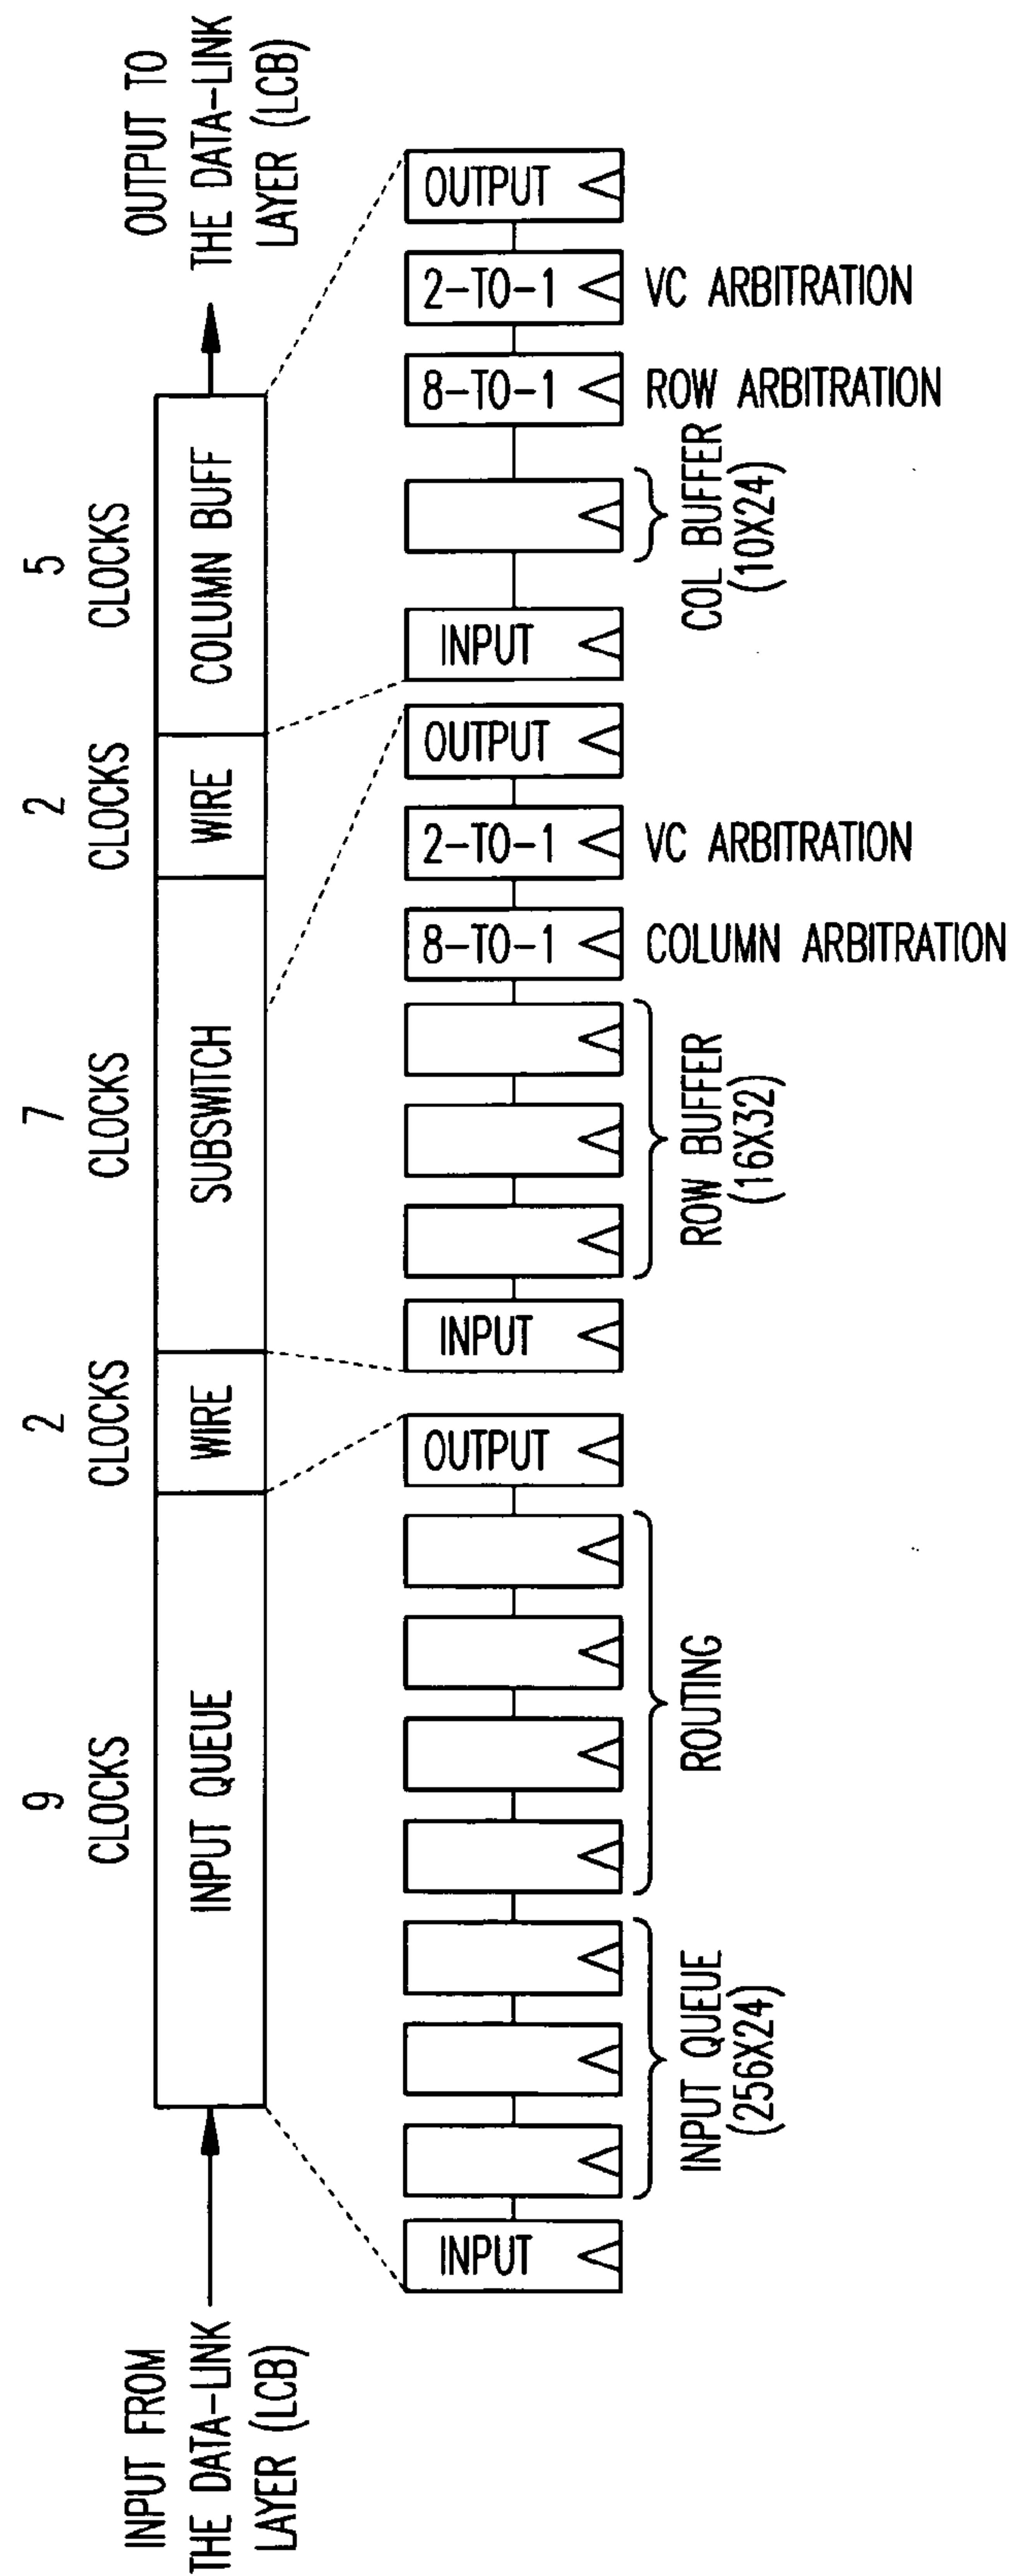 INPUT FROM
THE DATA-LINK
LAYER (LCB)
9
CLOCKS
2
CLOCKS
7
CLOCKS
2
CLOCKS
5
CLOCKS
INPUT QUEUE
WIRE
SUBSWITCH
WIRE
COLUMN BUFF
OUTPUT TO
THE DATA-LINK
LAYER (LCB)
INPUT
OUTPUT
INPUT
8-TO-1
2-TO-1
OUTPUT
INPUT
8-TO-1
2-TO-1
OUTPUT
INPUT QUEUE
(256X24)
ROUTING
ROW BUFFER
(16X32)
COLUMN ARBITRATION
VC ARBITRATION
COL BUFFER
(10X24)
ROW ARBITRATION
VC ARBITRATION